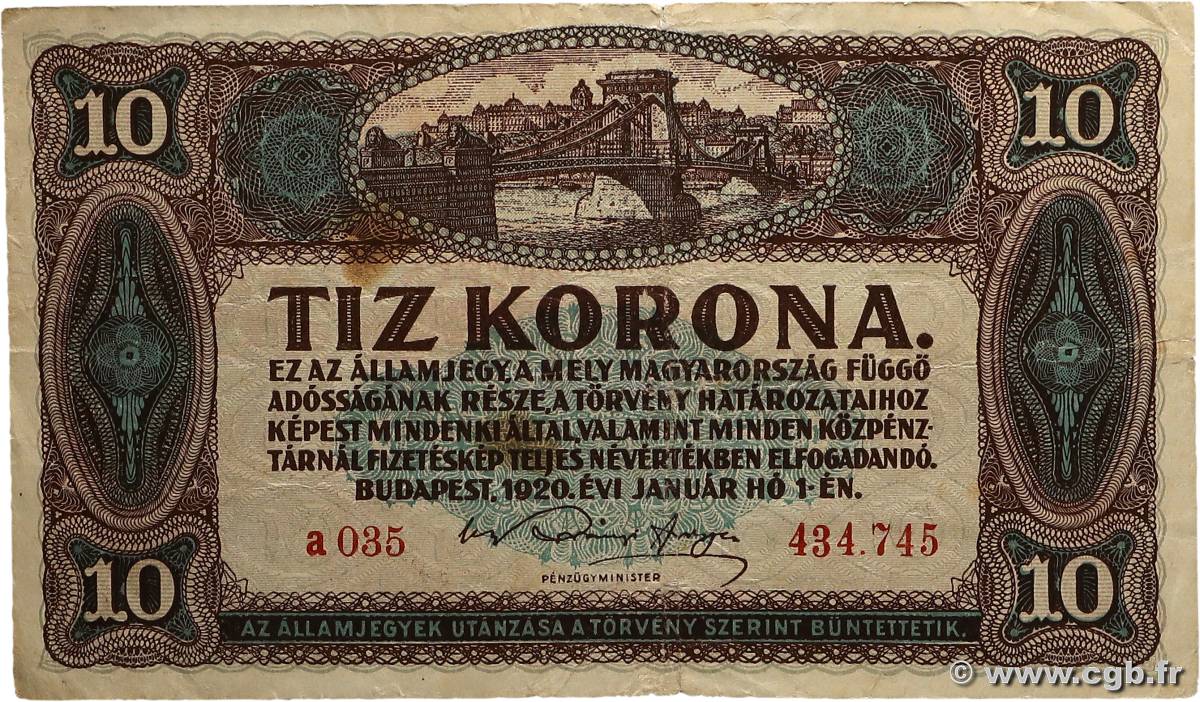 10 10
TIZ KORONA.
EZ AZ ÁLLAMJEGY, A MELY MAGYARORSZÁG FÜGGŐ
ADÓSSÁGÁNAK RÉSZE, A TÖRVÉNY HATÁROZATAIHOZ
KÉPEST MINDENKI ÁLTAL, VALAMINT MINDEN KÖZPÉNZ-
TÁRNÁL FIZETÉSKÉP TELJES NÉVÉRTÉKBEN ELFOGADANDÓ.
BUDAPEST, 1920. ÉVI JANUÁR HÓ 1-ÉN.
a 035 434.745
PÉNZÜGYMINISTER
10 10
AZ ÁLLAMJEGYEK UTÁNZÁSA A TÖRVÉNY SZERINT BÜNTETTETIK.
© www.cgb.fr